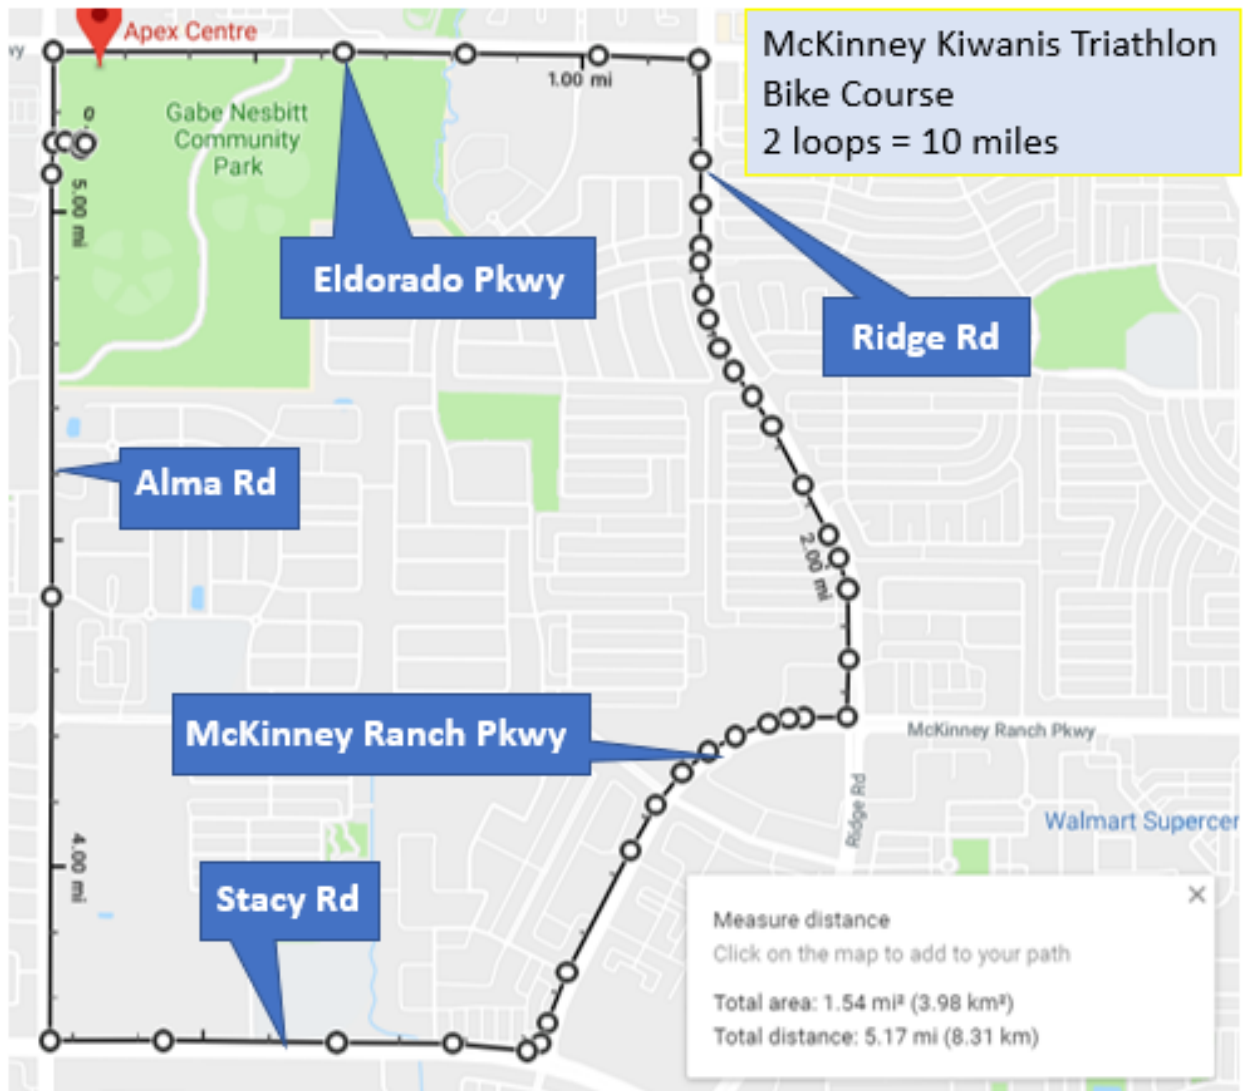 wy
Apex Centre
McKinney Kiwanis Triathlon
Bike Course
2 loops = 10 miles
1.00 mi
Gabe Nesbitt
Community
Park
5.00 mi
Eldorado Pkwy
Ridge Rd
Alma Rd
2.00 mi
McKinney Ranch Pkwy
McKinney Ranch Pkwy
Ridge Rd
Walmart Supercer
4.00 mi
Stacy Rd
Measure distance
Click on the map to add to your path
Total area: 1.54 mi² (3.98 km²)
Total distance: 5.17 mi (8.31 km)